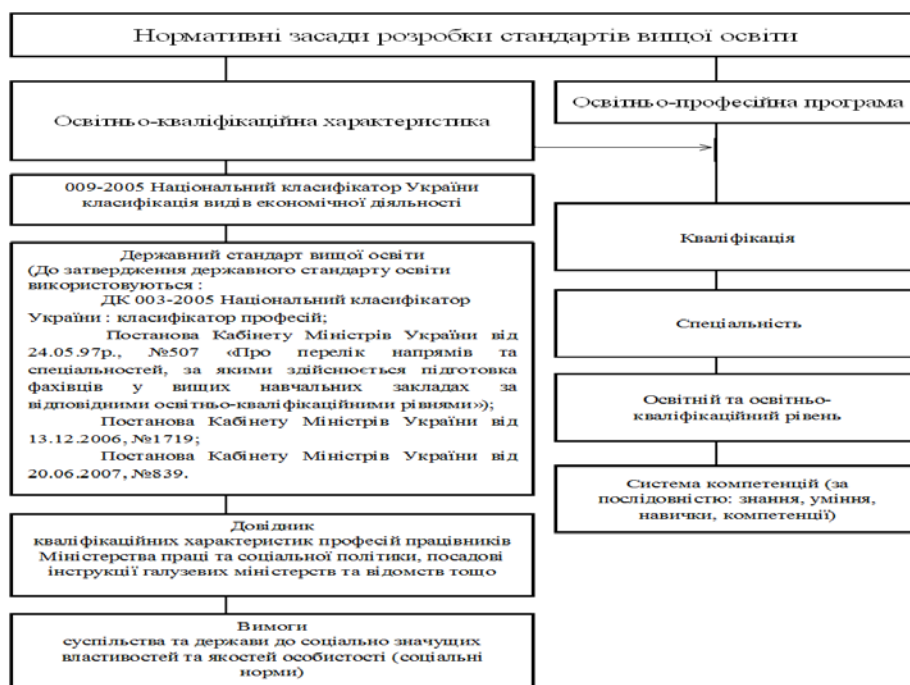 Нормативні засади розробки стандартів вищої освіти
Освітньо-кваліфікаційна характеристика
Освітньо-професійна програма
009-2005 Національний класифікатор України
класифікація видів економічної діяльності
Державний стандарт вищої освіти
(До затвердження державного стандарту освіти
використовуються :
ДК 003-2005 Національний класифікатор
України : класифікатор професій;
Постанова Кабінету Міністрів України від
24.05.97р., №507 «Про перелік напрямів та
спеціальностей, за якими здійснюється підготовка
фахівців у вищих навчальних закладах за
відповідними освітньо-кваліфікаційними рівнями»);
Постанова Кабінету Міністрів України від
13.12.2006, №1719;
Постанова Кабінету Міністрів України від
20.06.2007, №839.
Довідник
кваліфікаційних характеристик професій працівників
Міністерства праці та соціальної політики, посадові
інструкції галузевих міністерств та відомств тощо
Вимоги
суспільства та держави до соціально значущих
властивостей та якостей особистості (соціальні
норми)
Кваліфікація
Спеціальність
Освітній та освітньо-
кваліфікаційний рівень
Система компетенцій (за
послідовністю: знання, уміння,
навички, компетенції)